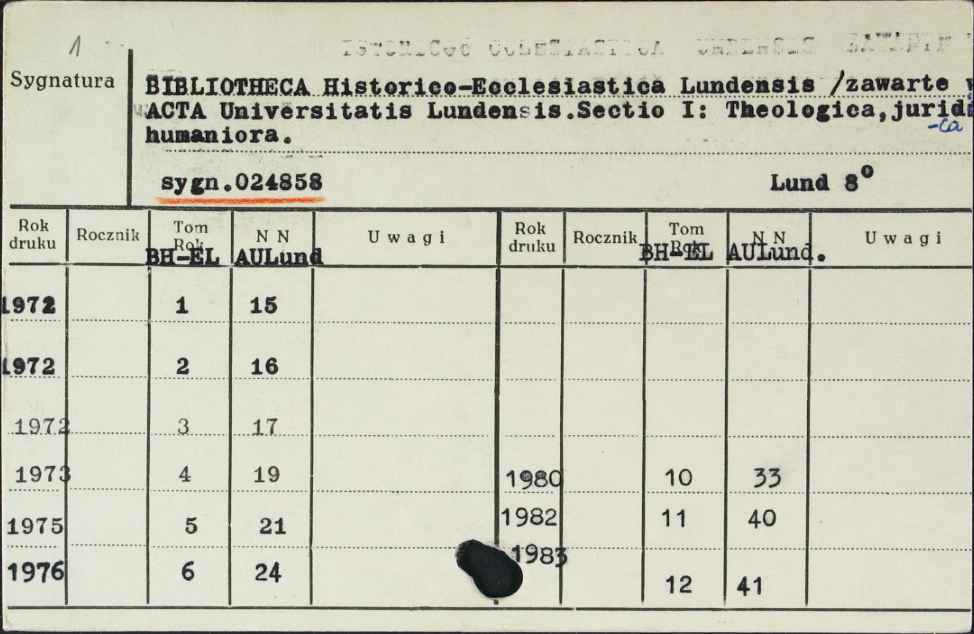 1
Sygnatura
BIBLIOTHECA Historico-Ecclesiastica Lundensis /zawarte w
ACTA Universitatis Lundensis.Sectio I: Theologica,juridi
-ca
humaniora.
sygn.024858 Lund 8º
Rok druku Rocznik Tom Rok N N Uwagi Rok druku Rocznik Tom Rok N N Uwagi
BH-EL AULund BH-EL AULund.
1972 1 15
1972 2 16
1972 3 17
1973 4 19 1980 10 33
1975 5 21 1982 11 40
1976 6 24 1983 12 41